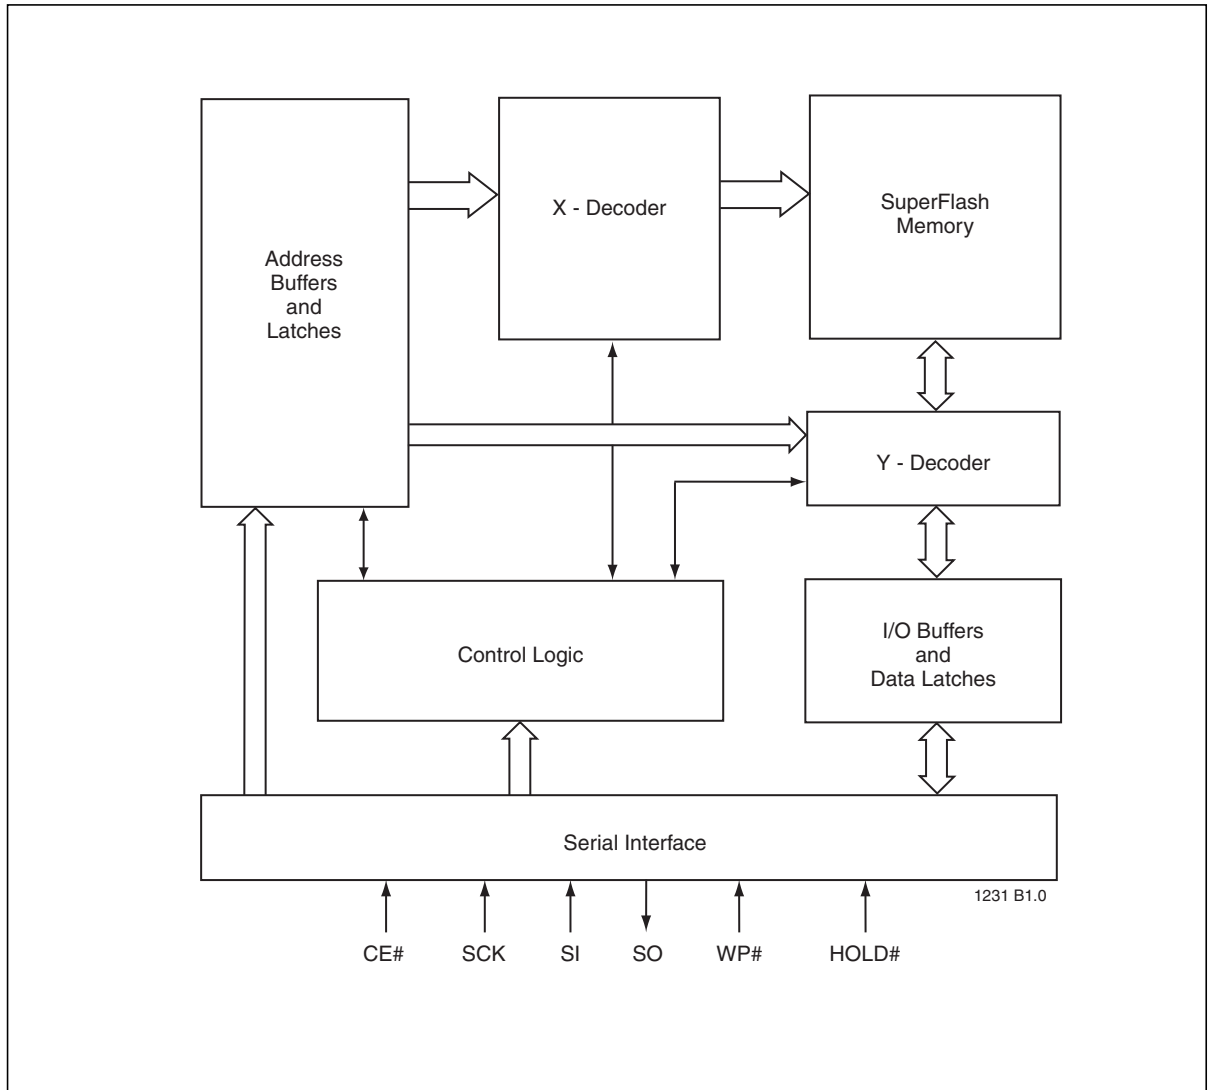 Address
Buffers
and
Latches
X - Decoder
SuperFlash
Memory
Y - Decoder
Control Logic
I/O Buffers
and
Data Latches
Serial Interface
1231 B1.0
CE# SCK SI SO WP# HOLD#